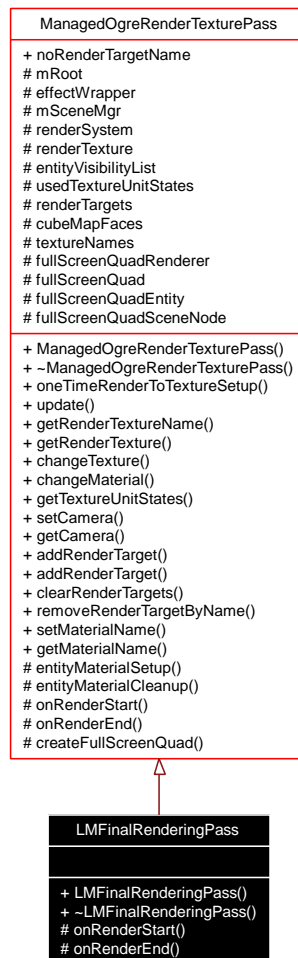 ManagedOgreRenderTexturePass
+ noRenderTargetName
# mRoot
# effectWrapper
# mSceneMgr
# renderSystem
# renderTexture
# entityVisibilityList
# usedTextureUnitStates
# renderTargets
# cubeMapFaces
# textureNames
# fullScreenQuadRenderer
# fullScreenQuad
# fullScreenQuadEntity
# fullScreenQuadSceneNode
+ ManagedOgreRenderTexturePass()
+ ~ManagedOgreRenderTexturePass()
+ oneTimeRenderToTextureSetup()
+ update()
+ getRenderTextureName()
+ getRenderTexture()
+ changeTexture()
+ changeMaterial()
+ getTextureUnitStates()
+ setCamera()
+ getCamera()
+ addRenderTarget()
+ addRenderTarget()
+ clearRenderTargets()
+ removeRenderTargetByName()
+ setMaterialName()
+ getMaterialName()
# entityMaterialSetup()
# entityMaterialCleanup()
# onRenderStart()
# onRenderEnd()
# createFullScreenQuad()
LMFinalRenderingPass
+ LMFinalRenderingPass()
+ ~LMFinalRenderingPass()
# onRenderStart()
# onRenderEnd()